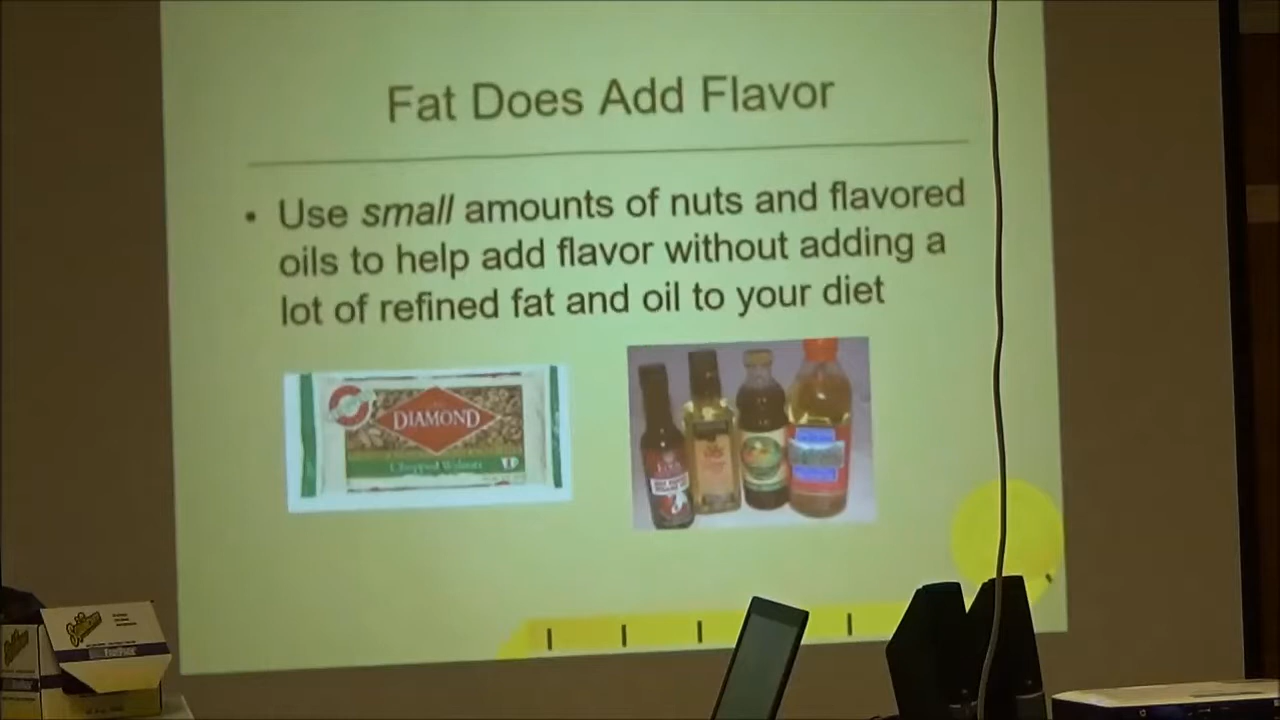 Fat Does Add Flavor
• Use small amounts of nuts and flavored
oils to help add flavor without adding a
lot of refined fat and oil to your diet
DIAMOND
Chopped Walnuts